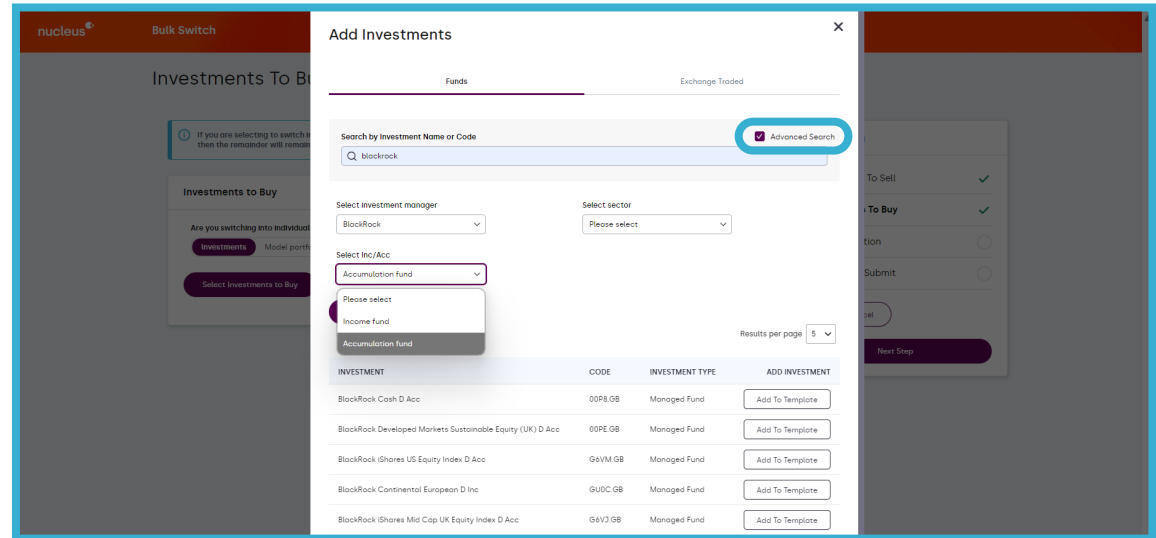 nucleus
Bulk Switch
Add Investments
Investments To B
Funds
Exchange Traded
If you are selecting to switch
then the remainder will remain
Search by Investment Name or Code
Advanced Search
blackrock
To Sell
Investments to Buy
To Buy
Select investment manager
Select sector
BlackRock
Please select
Are you switching into individual
Investments
Model
Select Inc/Acc
Submit
Accumulation fund
Select Investments to Buy
Please select
Income fund
Accumulation fund
Results per page
5
Next Step
INVESTMENT
CODE
INVESTMENT TYPE
ADD INVESTMENT
BlackRock Cash D Acc
00P8.GB
Managed Fund
Add To Template
BlackRock Developed Markets Sustainable Equity (UK) D Acc
00PE.GB
Managed Fund
Add To Template
BlackRock iShares US Equity Index D Acc
G6VM.GB
Managed Fund
Add To Template
BlackRock Continental European D Inc
GU0C.GB
Managed Fund
Add To Template
BlackRock iShares Mid Cap UK Equity Index D Acc
G6VJ.GB
Managed Fund
Add To Template